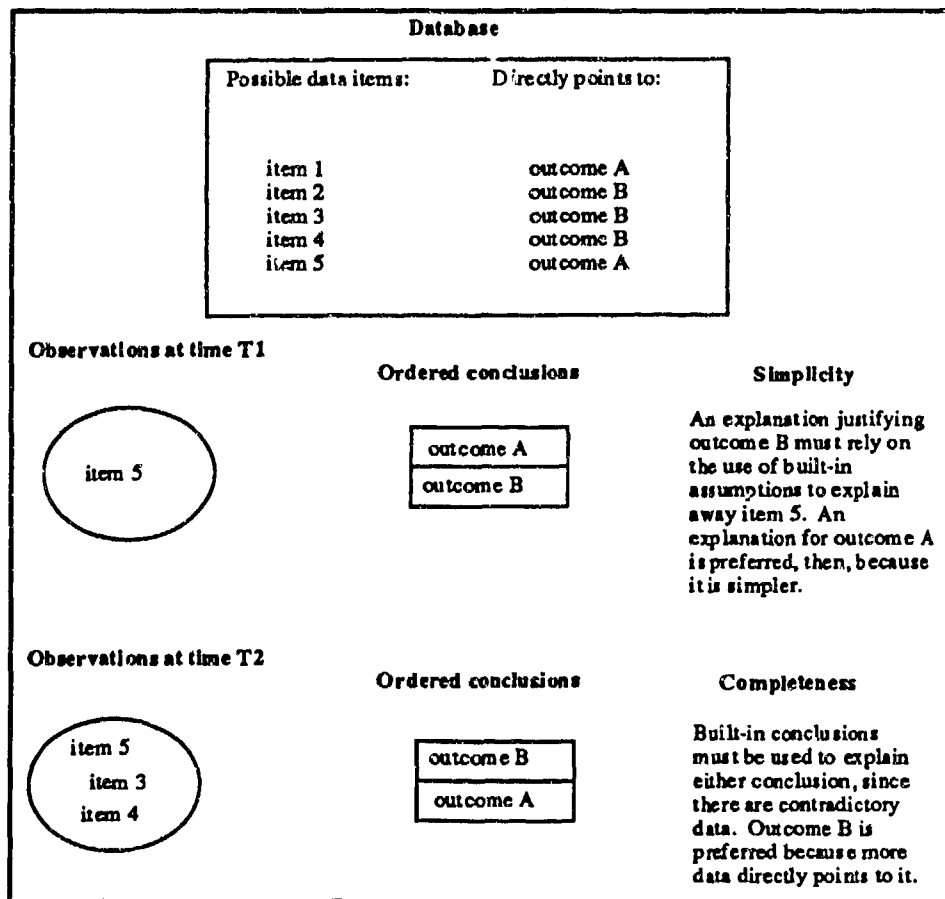 Database
Possible data items: Directly points to:
item 1 outcome A
item 2 outcome B
item 3 outcome B
item 4 outcome B
item 5 outcome A
Observations at time T1
Ordered conclusions
Simplicity
item 5
outcome A
outcome B
An explanation justifying
outcome B must rely on
the use of built-in
assumptions to explain
away item 5. An
explanation for outcome A
is preferred, then, because
it is simpler.
Observations at time T2
Ordered conclusions
Completeness
item 5
item 3
item 4
outcome B
outcome A
Built-in conclusions
must be used to explain
either conclusion, since
there are contradictory
data. Outcome B is
preferred because more
data directly points to it.